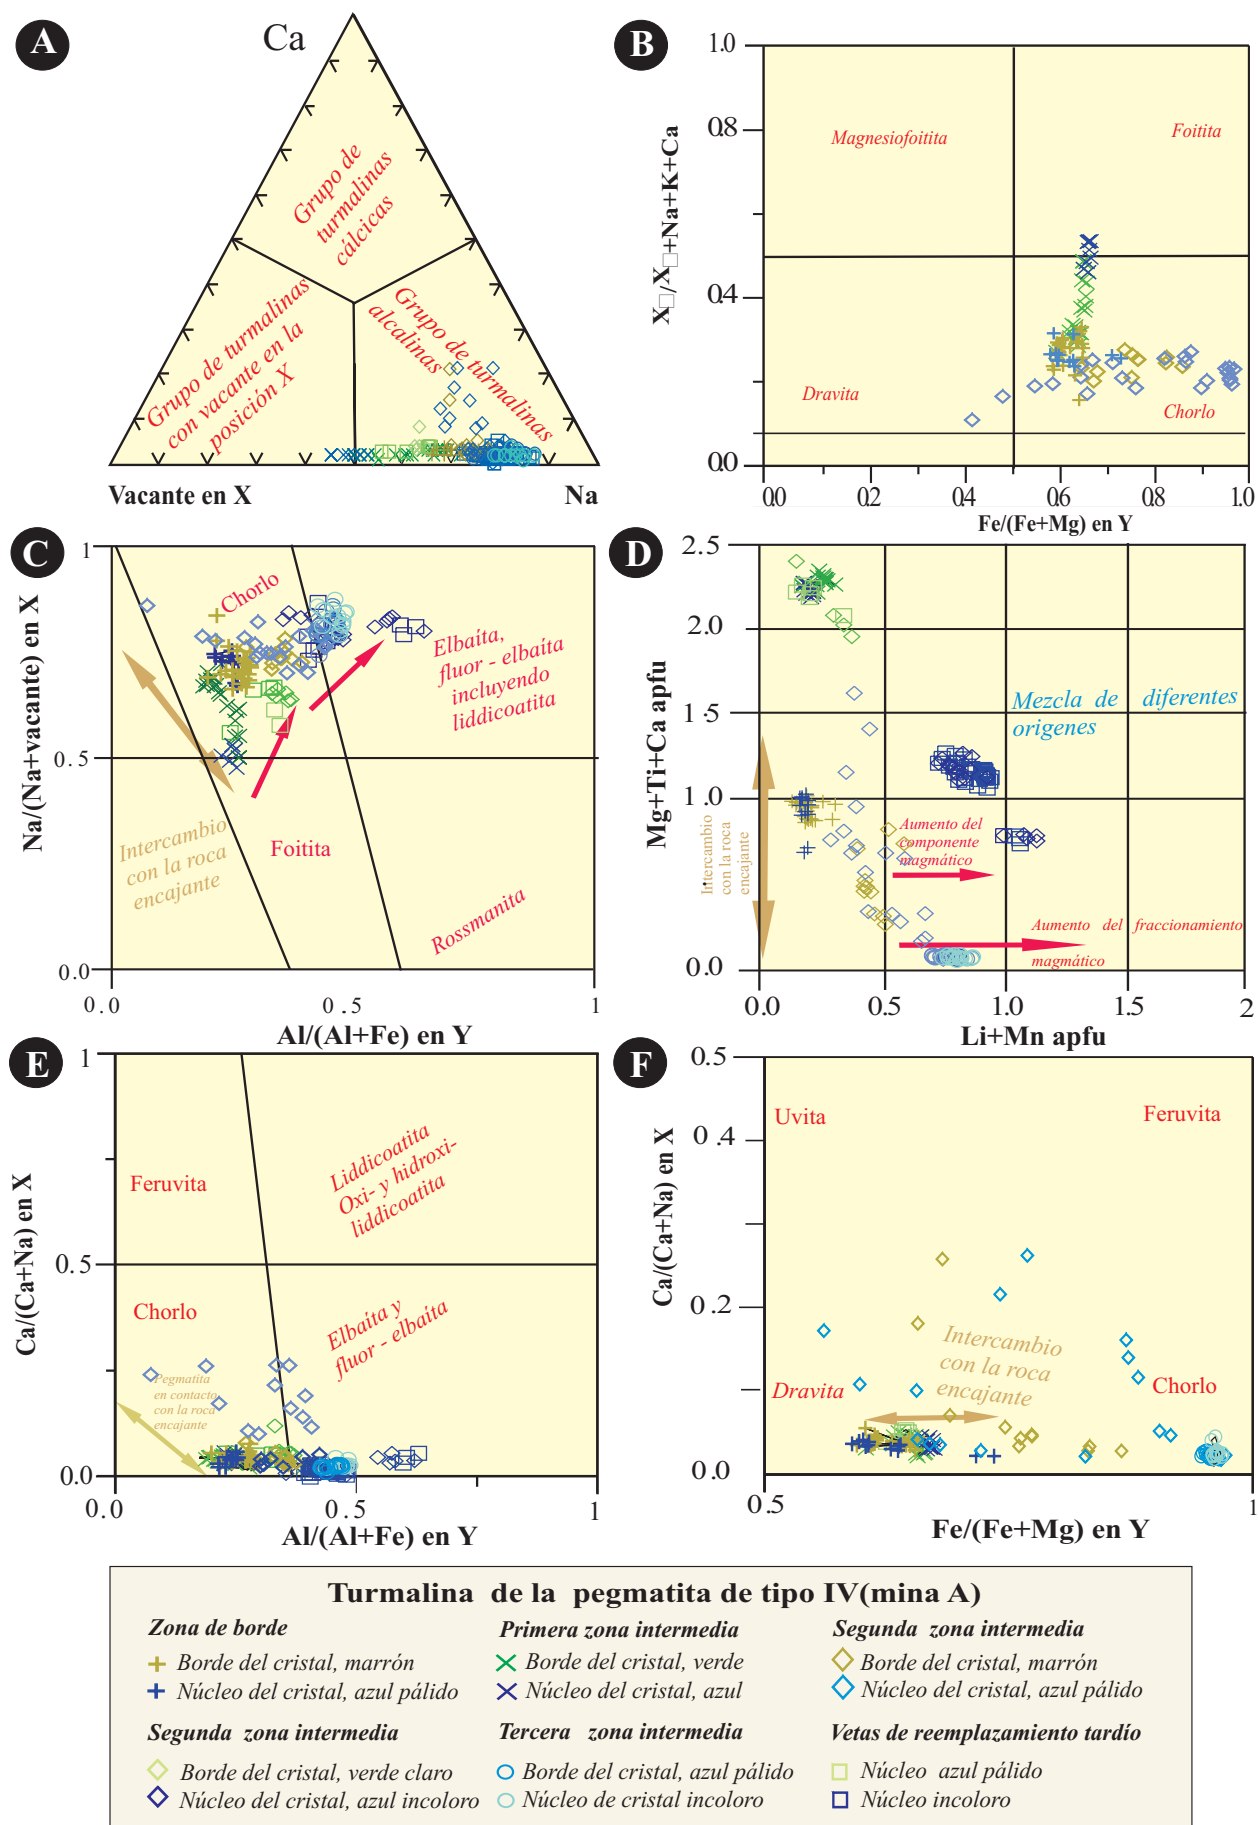 A
Ca
Grupo de
turmalinas
cálcicas
Grupo de turmalinas
con vacante en la
posición X
Grupo de turmalinas
alcalinas
Vacante en X
Na
B
1.0
0.8
0.4
0.0
X□/X□+Na+K+Ca
Magnesiofoitita
Foitita
Dravita
Chorlo
0.0
0.2
0.4
0.6
0.8
1.0
Fe/(Fe+Mg) en Y
C
1
0.5
0.0
Na/(Na+vacante) en X
Chorlo
Elbaíta,
fluor - elbaíta
incluyendo
liddicoatita
Intercambio
con la roca
encajante
Foitita
Rossmanita
0.0
0.5
1
Al/(Al+Fe) en Y
D
2.5
2.0
1.5
1.0
0.0
Mg+Ti+Ca apfu
Mezcla de diferentes
origenes
Intercambio
con la roca
encajante
Aumento del
componente
magmático
Aumento del fraccionamiento
magmático
0.0
0.5
1.0
1.5
2
Li+Mn apfu
E
1
0.5
0.0
Ca/(Ca+Na) en X
Feruvita
Liddicoatita
Oxi- y hidroxi-
liddicoatita
Chorlo
Elbaíta y
fluor - elbaíta
Pegmatita
en contacto
con la roca
encajante
0.0
0.5
1
Al/(Al+Fe) en Y
F
0.5
0.4
0.2
0.0
Ca/(Ca+Na) en X
Uvita
Feruvita
Intercambio
con la roca
encajante
Dravita
Chorlo
0.5
1
Fe/(Fe+Mg) en Y
Turmalina de la pegmatita de tipo IV(mina A)
Zona de borde
Borde del cristal, marrón
Núcleo del cristal, azul pálido
Primera zona intermedia
Borde del cristal, verde
Núcleo del cristal, azul
Segunda zona intermedia
Borde del cristal, marrón
Núcleo del cristal, azul pálido
Segunda zona intermedia
Borde del cristal, verde claro
Núcleo del cristal, azul incoloro
Tercera zona intermedia
Borde del cristal, azul pálido
Núcleo de cristal incoloro
Vetas de reemplazamiento tardío
Núcleo azul pálido
Núcleo incoloro